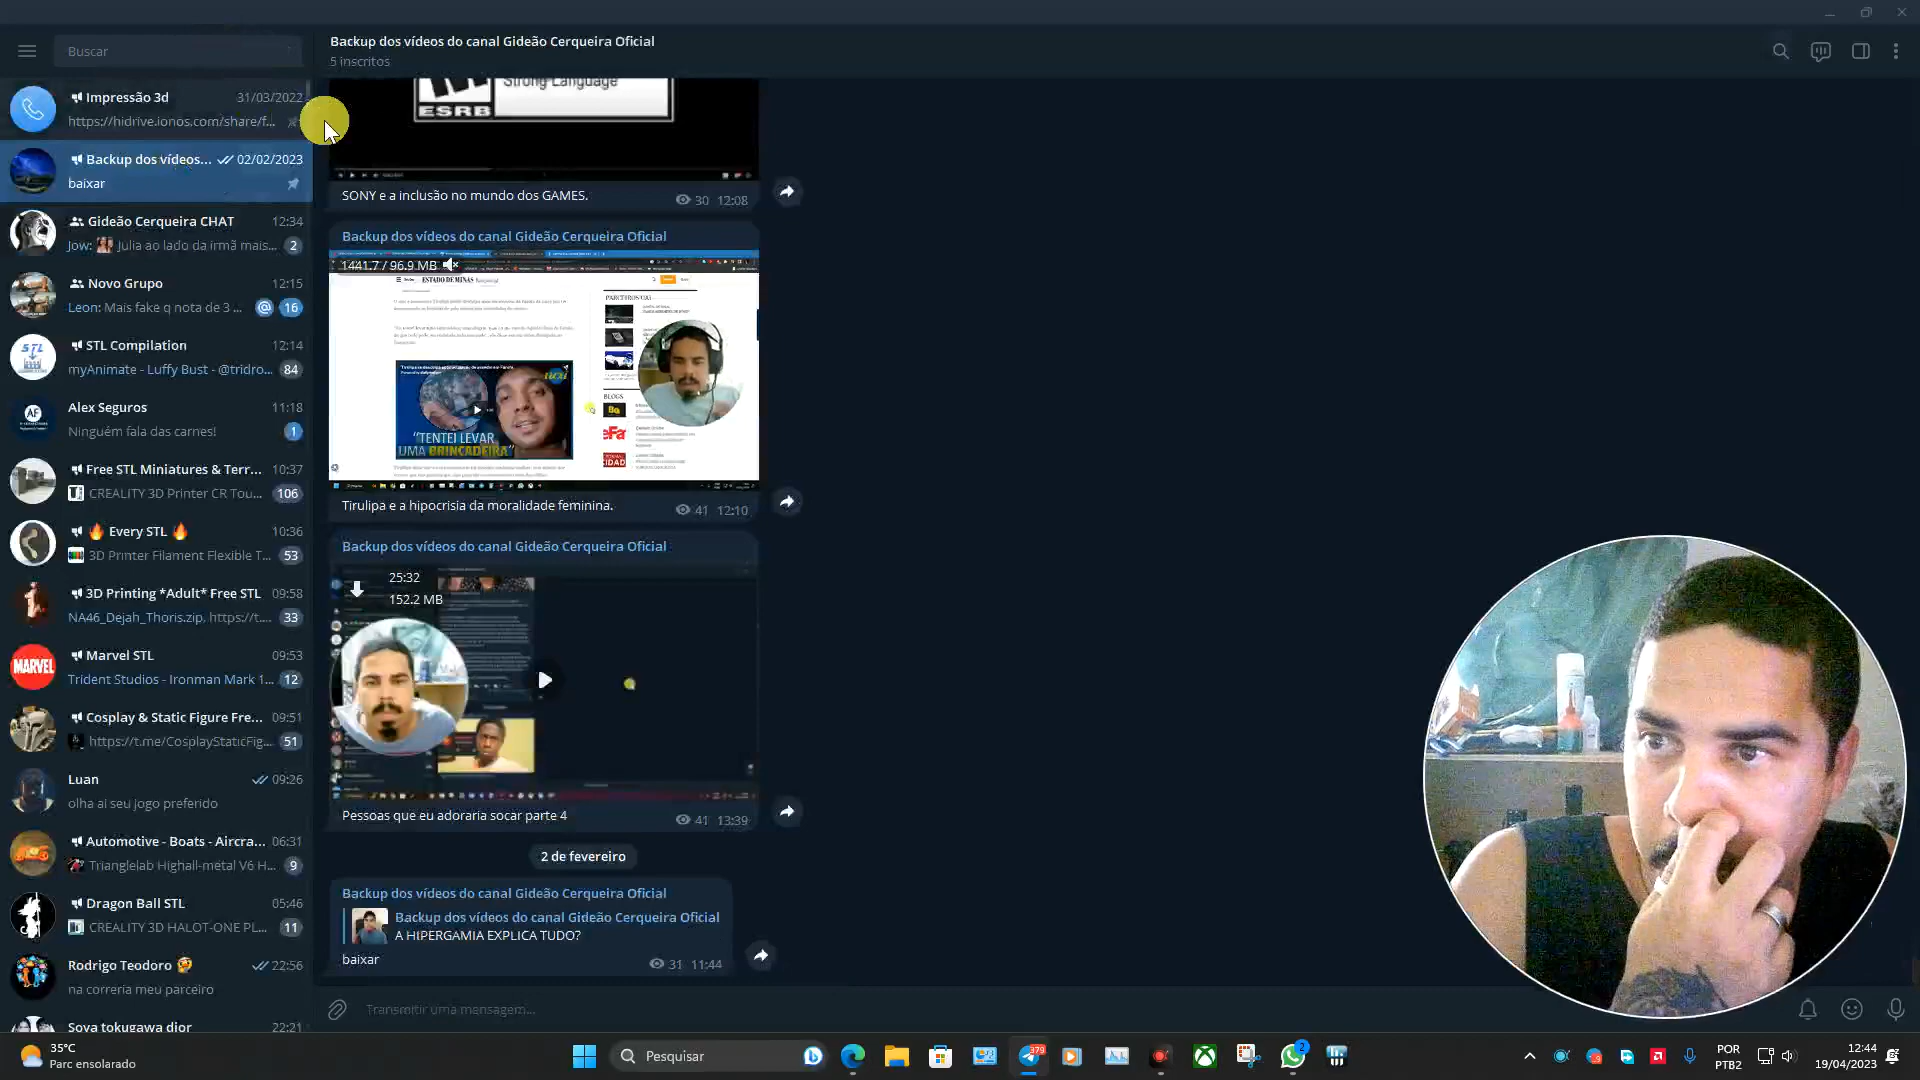 Buscar
Impressão 3d 31/03/2022
https://hidrive.ionos.com/share/f...
Backup dos vídeos... 02/02/2023
baixar
Gideão Cerqueira CHAT 12:34
Jow: Julia ao lado da irmã mais... 2
Novo Grupo 12:15
Leon: Mais fake q nota de 3 ... @ 16
STL Compilation 12:14
myAnimate - Luffy Bust - @tridro... 84
Alex Seguros 11:18
Ninguém fala das carnes! 1
Free STL Miniatures & Terr... 10:37
CREALITY 3D Printer CR Tou... 106
Every STL 10:36
3D Printer Filament Flexible T... 53
3D Printing *Adult* Free STL 09:58
NA46_Dejah_Thoris.zip. https://t.... 33
Marvel STL 09:53
Trident Studios - Ironman Mark 1... 12
Cosplay & Static Figure Fre... 09:51
https://t.me/CosplayStaticFig... 51
Luan 09:26
olha ai seu jogo preferido
Automotive - Boats - Aircra... 06:31
Trianglelab Highall-metal V6 H... 9
Dragon Ball STL 05:46
CREALITY 3D HALOT-ONE PL... 11
Rodrigo Teodoro 22:56
na correria meu parceiro
Soya tokugawa dior 22:21
STL
AF
MARVEL
Backup dos vídeos do canal Gideão Cerqueira Oficial
5 inscritos
Strong Language
ESRB
SONY e a inclusão no mundo dos GAMES. 30 12:08
Backup dos vídeos do canal Gideão Cerqueira Oficial
1441.7 / 96.9 MB
ESTADO DE MINAS
PARCEIROS UAI
BLOGS
"TENTEI LEVAR
UMA BRINCADEIRA"
Tirulipa e a hipocrisia da moralidade feminina. 41 12:10
Backup dos vídeos do canal Gideão Cerqueira Oficial
25:32
152.2 MB
Pessoas que eu adoraria socar parte 4 41 13:39
2 de fevereiro
Backup dos vídeos do canal Gideão Cerqueira Oficial
Backup dos vídeos do canal Gideão Cerqueira Oficial
A HIPERGAMIA EXPLICA TUDO?
baixar 31 11:44
Transmitir uma mensagem...
35°C
Parc ensolarado
Pesquisar
379
2
POR
PTB2
12:44
19/04/2023